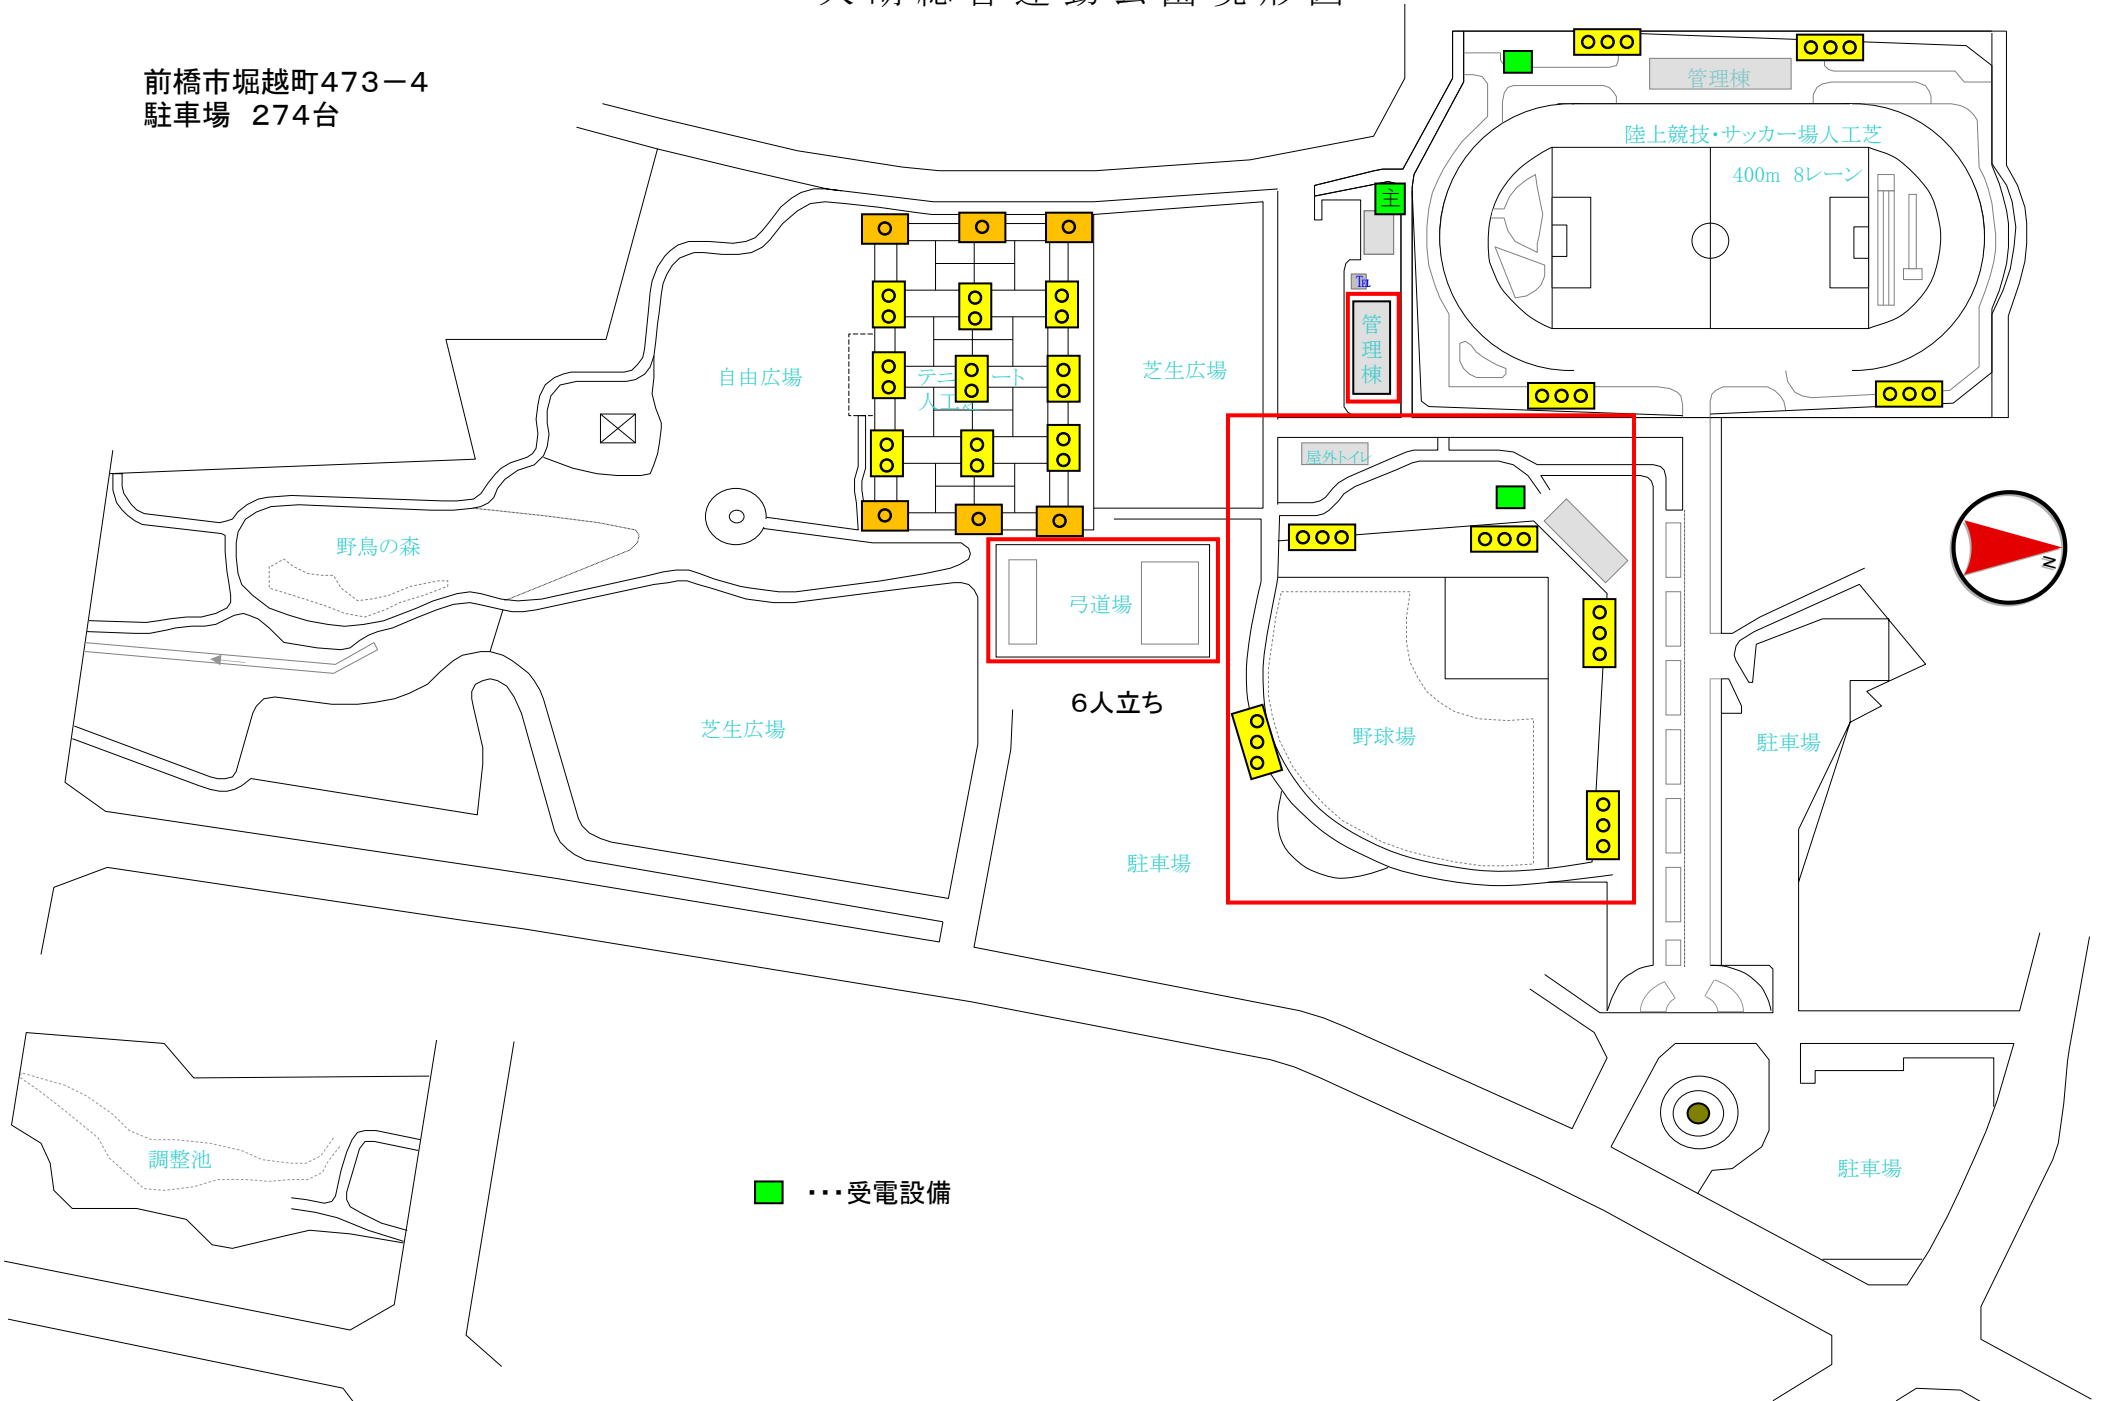 前橋市堀越町473－4
駐車場 274台
管理棟
陸上競技・サッカー場人工芝
400m 8レーン
主
TEL
管理棟
自由広場
芝生広場
屋外トイレ
野鳥の森
弓道場
6人立ち
芝生広場
野球場
駐車場
駐車場
N
調整池
駐車場
・・・受電設備